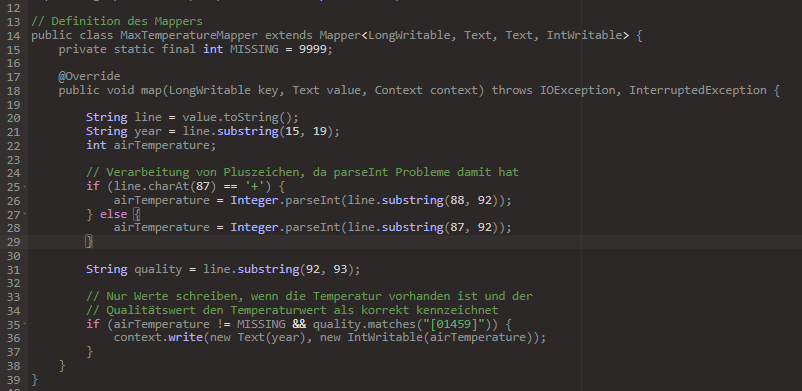 12
13 // Definition des Mappers
14 public class MaxTemperatureMapper extends Mapper<LongWritable, Text, Text, IntWritable> {
15     private static final int MISSING = 9999;
16
17     @Override
18     public void map(LongWritable key, Text value, Context context) throws IOException, InterruptedException {
19
20         String line = value.toString();
21         String year = line.substring(15, 19);
22         int airTemperature;
23
24         // Verarbeitung von Pluszeichen, da parseInt Probleme damit hat
25         if (line.charAt(87) == '+') {
26             airTemperature = Integer.parseInt(line.substring(88, 92));
27         } else {
28             airTemperature = Integer.parseInt(line.substring(87, 92));
29         }
30
31         String quality = line.substring(92, 93);
32
33         // Nur Werte schreiben, wenn die Temperatur vorhanden ist und der
34         // Qualitätswert den Temperaturwert als korrekt kennzeichnet
35         if (airTemperature != MISSING && quality.matches("[01459]")) {
36             context.write(new Text(year), new IntWritable(airTemperature));
37         }
38     }
39 }